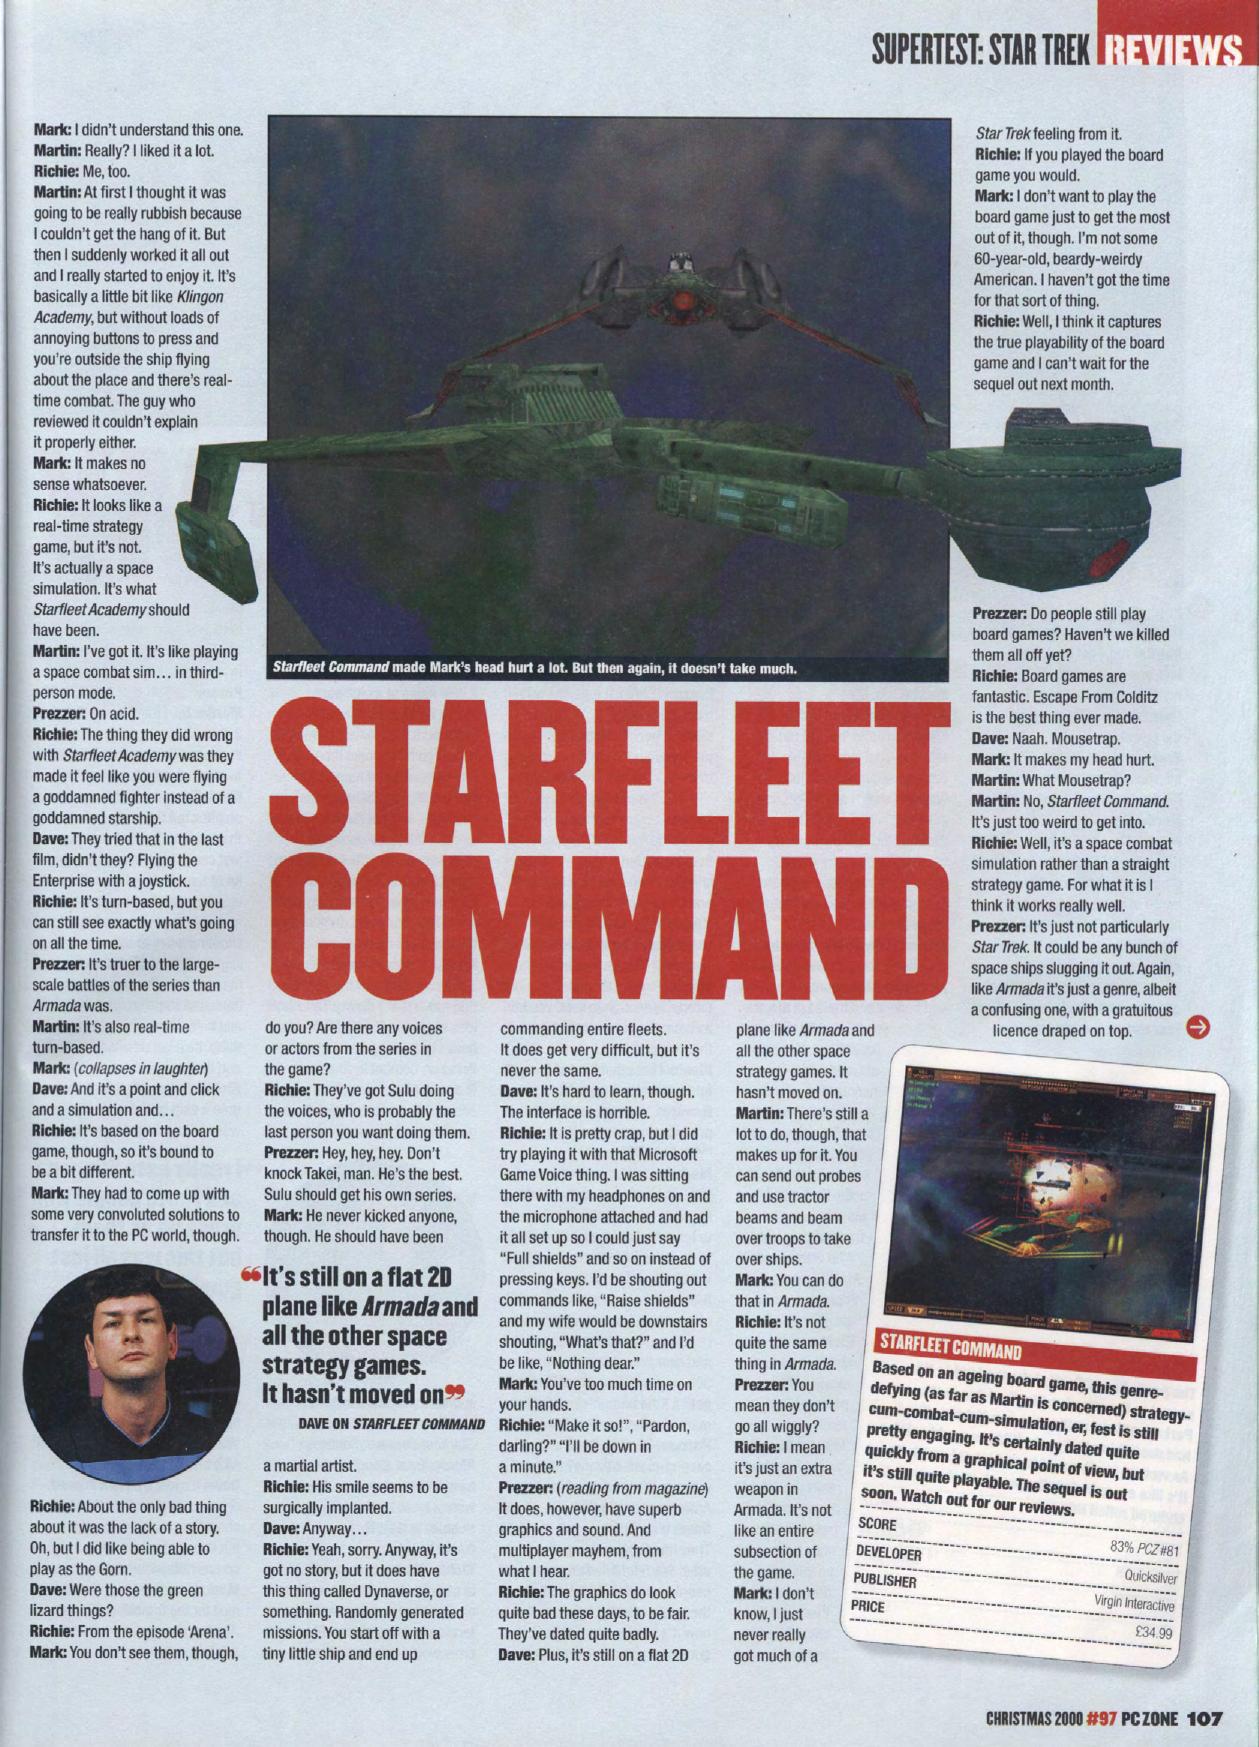 SUPERTEST: STAR TREK REVIEWS
Mark: I didn't understand this one.
Martin: Really? I liked it a lot.
Richie: Me, too.
Martin: At first I thought it was
going to be really rubbish because
I couldn't get the hang of it. But
then I suddenly worked it all out
and I really started to enjoy it. It's
basically a little bit like Klingon
Academy, but without loads of
annoying buttons to press and
you're outside the ship flying
about the place and there's real-
time combat. The guy who
reviewed it couldn't explain
it properly either.
Mark: It makes no
sense whatsoever.
Richie: It looks like a
real-time strategy
game, but it's not.
It's actually a space
simulation. It's what
Starfleet Academy should
have been.
Martin: I've got it. It's like playing
a space combat sim... in third-
person mode.
Prezzer: On acid.
Richie: The thing they did wrong
with Starfleet Academy was they
made it feel like you were flying
a goddamned fighter instead of a
goddamned starship.
Dave: They tried that in the last
film, didn't they? Flying the
Enterprise with a joystick.
Richie: It's turn-based, but you
can still see exactly what's going
on all the time.
Prezzer: It's truer to the large-
scale battles of the series than
Armada was.
Martin: It's also real-time
turn-based.
Mark: (collapses in laughter)
Dave: And it's a point and click
and a simulation and...
Richie: It's based on the board
game, though, so it's bound to
be a bit different.
Mark: They had to come up with
some very convoluted solutions to
transfer it to the PC world, though.
Richie: About the only bad thing
about it was the lack of a story.
Oh, but I did like being able to
play as the Gorn.
Dave: Were those the green
lizard things?
Richie: From the episode 'Arena'.
Mark: You don't see them, though,
Starfleet Command made Mark's head hurt a lot. But then again, it doesn't take much.
STARFLEET
COMMAND
do you? Are there any voices
or actors from the series in
the game?
Richie: They've got Sulu doing
the voices, who is probably the
last person you want doing them.
Prezzer: Hey, hey, hey. Don't
knock Takei, man. He's the best.
Sulu should get his own series.
Mark: He never kicked anyone,
though. He should have been
“It's still on a flat 2D
plane like Armada and
all the other space
strategy games.
It hasn't moved on”
DAVE ON STARFLEET COMMAND
a martial artist.
Richie: His smile seems to be
surgically implanted.
Dave: Anyway...
Richie: Yeah, sorry. Anyway, it's
got no story, but it does have
this thing called Dynaverse, or
something. Randomly generated
missions. You start off with a
tiny little ship and end up
commanding entire fleets.
It does get very difficult, but it's
never the same.
Dave: It's hard to learn, though.
The interface is horrible.
Richie: It is pretty crap, but I did
try playing it with that Microsoft
Game Voice thing. I was sitting
there with my headphones on and
the microphone attached and had
it all set up so I could just say
“Full shields” and so on instead of
pressing keys. I'd be shouting out
commands like, “Raise shields”
and my wife would be downstairs
shouting, “What's that?” and I'd
be like, “Nothing dear.”
Mark: You've too much time on
your hands.
Richie: “Make it so!”, “Pardon,
darling?” “I'll be down in
a minute.”
Prezzer: (reading from magazine)
It does, however, have superb
graphics and sound. And
multiplayer mayhem, from
what I hear.
Richie: The graphics do look
quite bad these days, to be fair.
They've dated quite badly.
Dave: Plus, it's still on a flat 2D
plane like Armada and
all the other space
strategy games. It
hasn't moved on.
Martin: There's still a
lot to do, though, that
makes up for it. You
can send out probes
and use tractor
beams and beam
over troops to take
over ships.
Mark: You can do
that in Armada.
Richie: It's not
quite the same
thing in Armada.
Prezzer: You
mean they don't
go all wiggly?
Richie: I mean
it's just an extra
weapon in
Armada. It's not
like an entire
subsection of
the game.
Mark: I don't
know, I just
never really
got much of a
Star Trek feeling from it.
Richie: If you played the board
game you would.
Mark: I don't want to play the
board game just to get the most
out of it, though. I'm not some
60-year-old, beardy-weirdy
American. I haven't got the time
for that sort of thing.
Richie: Well, I think it captures
the true playability of the board
game and I can't wait for the
sequel out next month.
Prezzer: Do people still play
board games? Haven't we killed
them all off yet?
Richie: Board games are
fantastic. Escape From Colditz
is the best thing ever made.
Dave: Naah. Mousetrap.
Mark: It makes my head hurt.
Martin: What Mousetrap?
Martin: No, Starfleet Command.
It's just too weird to get into.
Richie: Well, it's a space combat
simulation rather than a straight
strategy game. For what it is I
think it works really well.
Prezzer: It's just not particularly
Star Trek. It could be any bunch of
space ships slugging it out. Again,
like Armada it's just a genre, albeit
a confusing one, with a gratuitous
licence draped on top.
STARFLEET COMMAND
Based on an ageing board game, this genre-
defying (as far as Martin is concerned) strategy-
cum-combat-cum-simulation, er, fest is still
pretty engaging. It's certainly dated quite
quickly from a graphical point of view, but
it's still quite playable. The sequel is out
soon. Watch out for our reviews.
SCORE 83% PCZ #81
DEVELOPER Quicksilver
PUBLISHER Virgin Interactive
PRICE £34.99
CHRISTMAS 2000 #97 PC ZONE 107